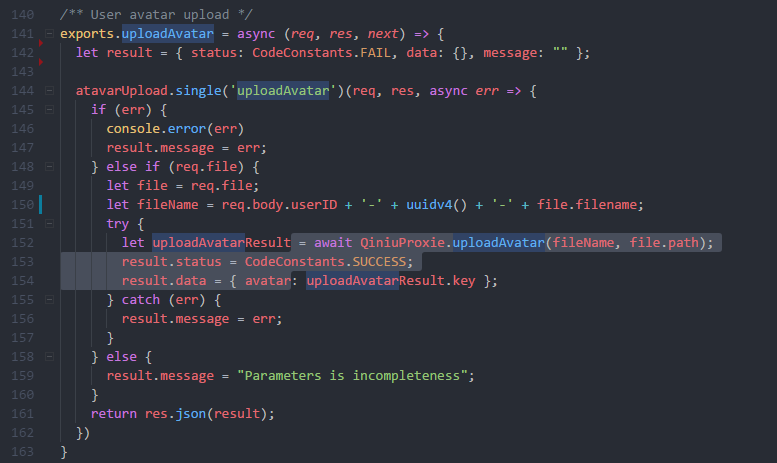 140 /** User avatar upload */
141 exports.uploadAvatar = async (req, res, next) => {
142 let result = { status: CodeConstants.FAIL, data: {}, message: "" };
143
144 atavarUpload.single('uploadAvatar')(req, res, async err => {
145 if (err) {
146 console.error(err)
147 result.message = err;
148 } else if (req.file) {
149 let file = req.file;
150 let fileName = req.body.userID + '-' + uuidv4() + '-' + file.filename;
151 try {
152 let uploadAvatarResult = await QiniuProxie.uploadAvatar(fileName, file.path);
153 result.status = CodeConstants.SUCCESS;
154 result.data = { avatar: uploadAvatarResult.key };
155 } catch (err) {
156 result.message = err;
157 }
158 } else {
159 result.message = "Parameters is incompleteness";
160 }
161 return res.json(result);
162 })
163 }